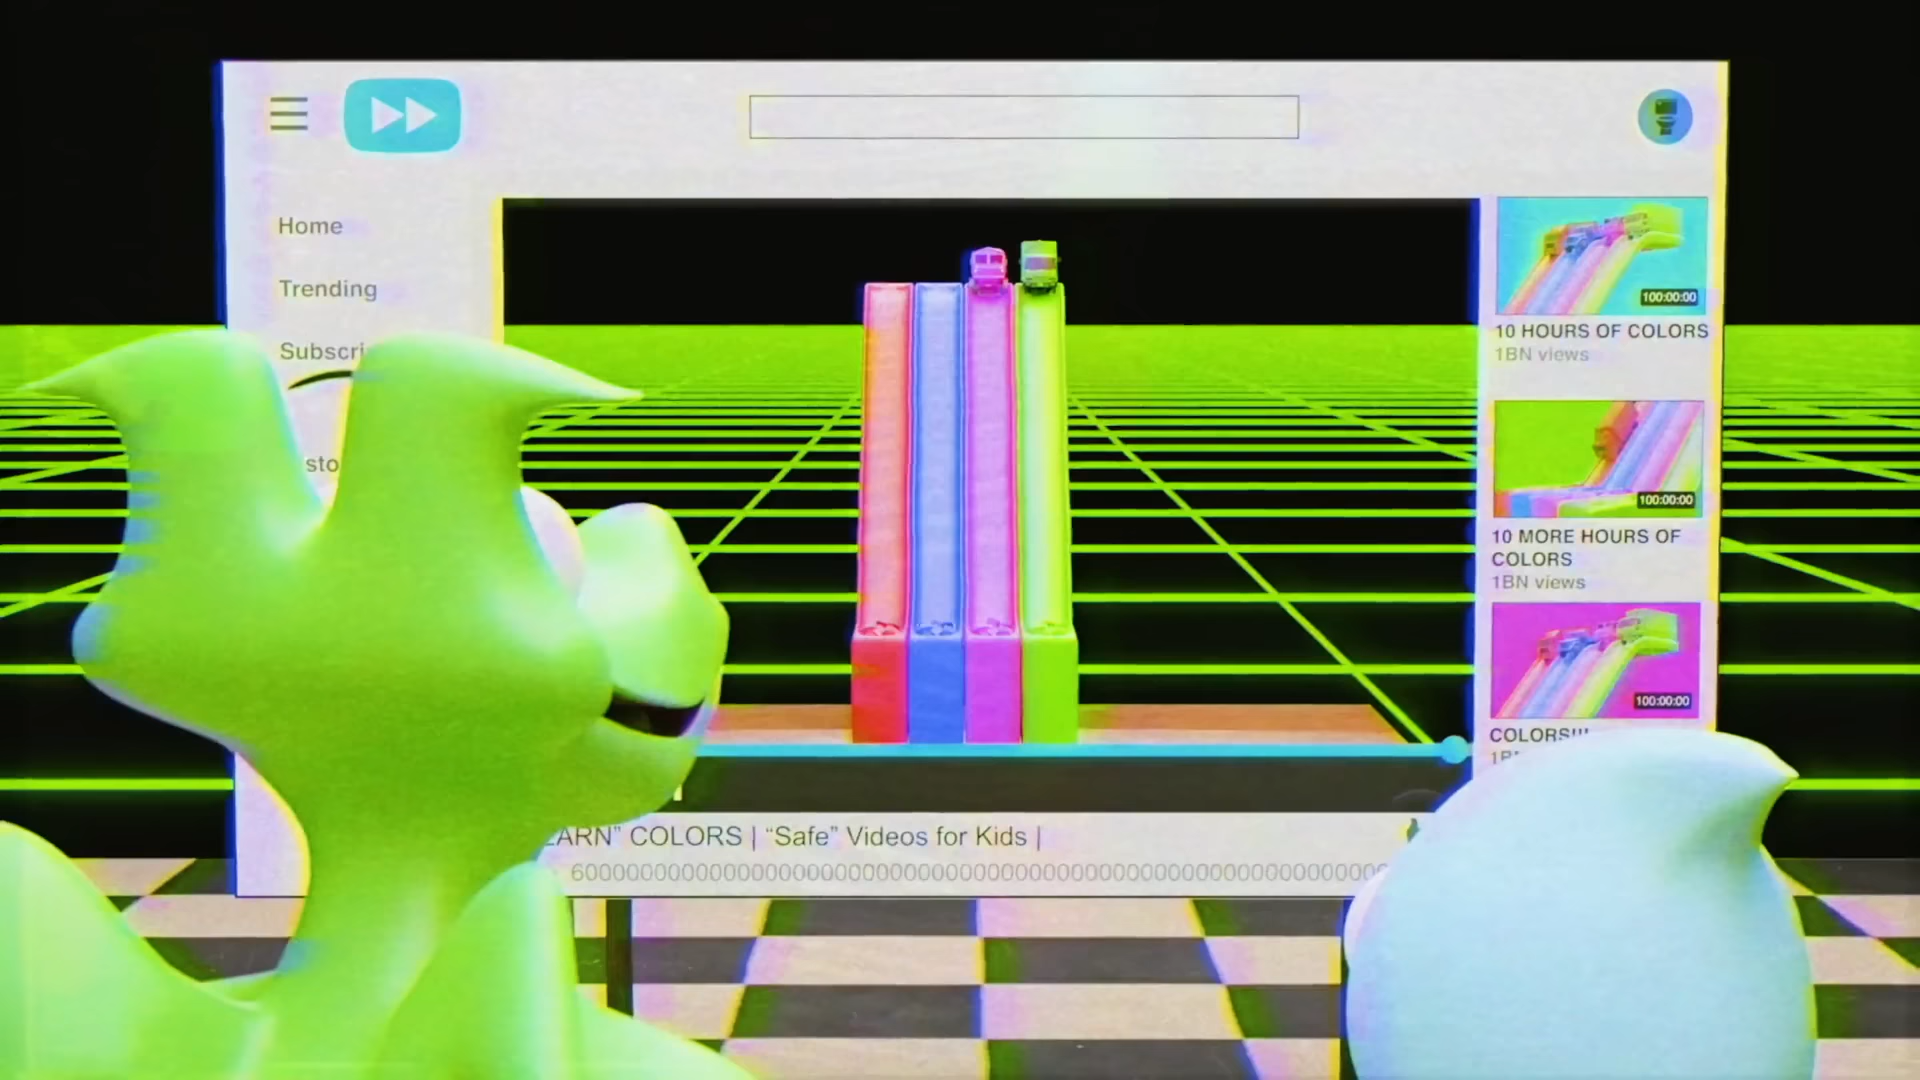 Home
Trending
Subscri
sto
100:00:00
10 HOURS OF COLORS
1BN views
100:00:00
10 MORE HOURS OF
COLORS
1BN views
100:00:00
COLORS!!!
ARN” COLORS | “Safe” Videos for Kids |